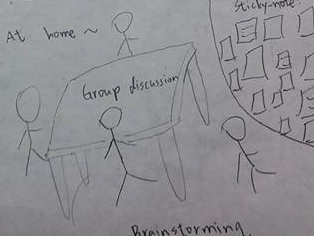 At home ~
Sticky-note
Group discussion
Brainstorming